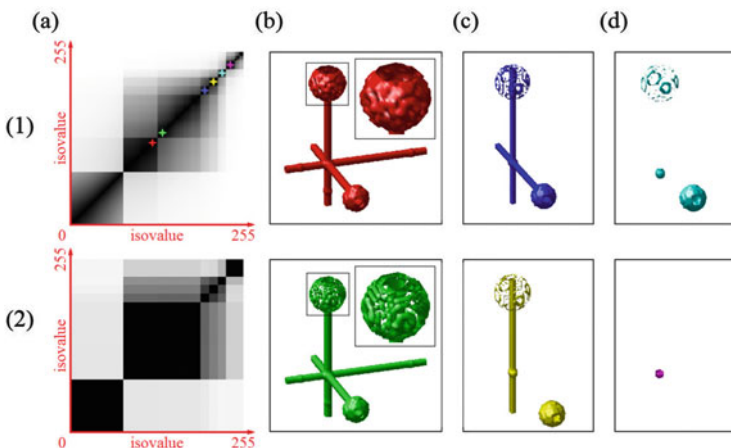 (a) (b) (c) (d)
(1)
255
isovalue
0 isovalue 255
(2)
255
isovalue
0 isovalue 255